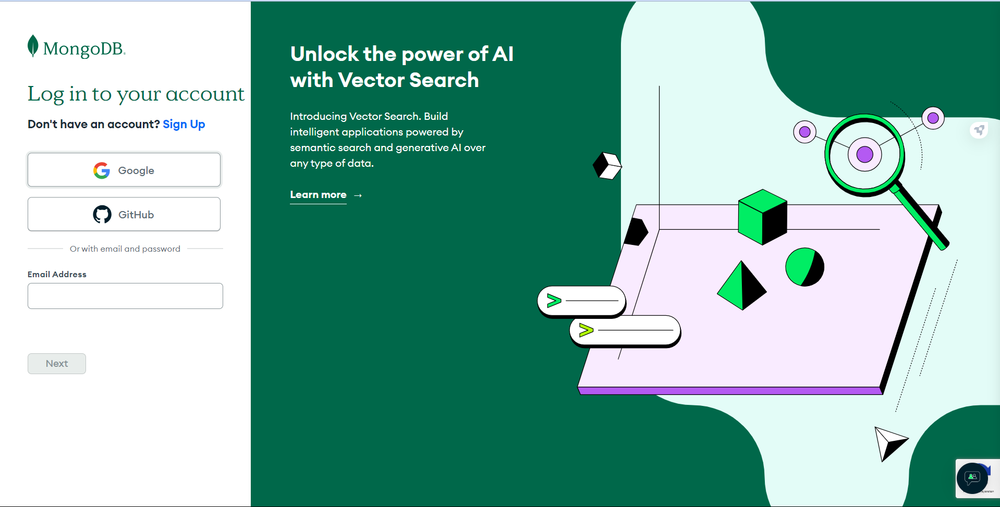 MongoDB
Log in to your account
Don't have an account? Sign Up
Google
GitHub
Or with email and password
Email Address
Next
Unlock the power of AI
with Vector Search
Introducing Vector Search. Build
intelligent applications powered by
semantic search and generative AI over
any type of data.
Learn more →